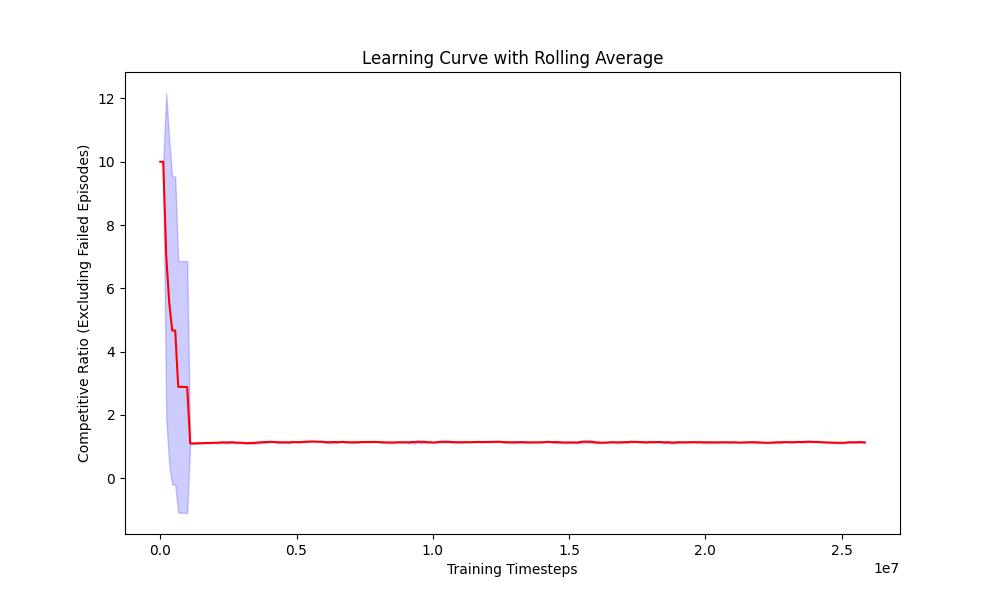 Learning Curve with Rolling Average
Competitive Ratio (Excluding Failed Episodes)
12
10
8
6
4
2
0
0.0 0.5 1.0 1.5 2.0 2.5
1e7
Training Timesteps